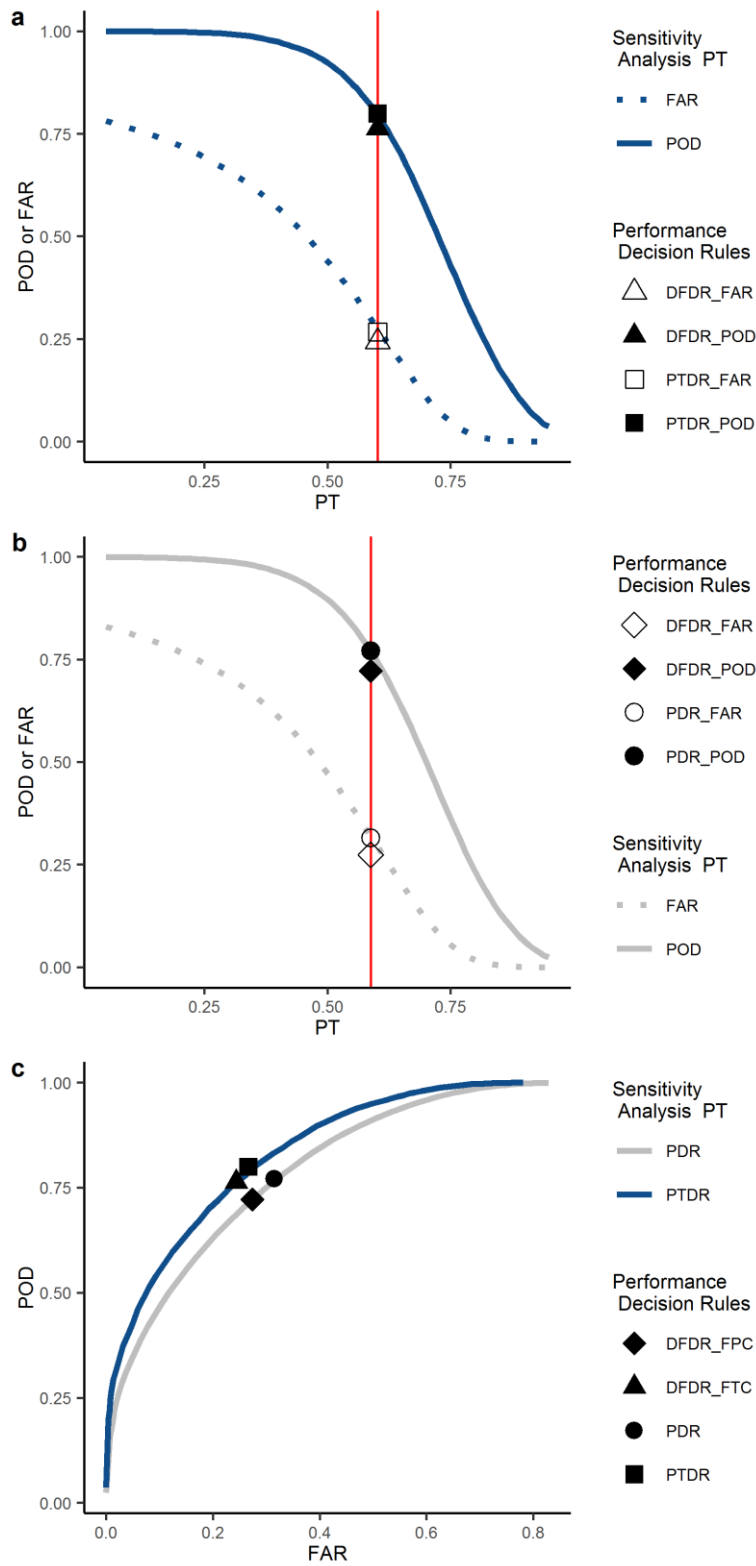 a
1.00
0.75
0.50
0.25
0.00
POD or FAR
0.25
0.50
0.75
PT
Sensitivity
Analysis PT
FAR
POD
Performance
Decision Rules
DFDR_FAR
DFDR_POD
PTDR_FAR
PTDR_POD
b
1.00
0.75
0.50
0.25
0.00
POD or FAR
0.25
0.50
0.75
PT
Performance
Decision Rules
DFDR_FAR
DFDR_POD
PDR_FAR
PDR_POD
Sensitivity
Analysis PT
FAR
POD
c
1.00
0.75
0.50
0.25
0.00
POD
0.0
0.2
0.4
0.6
0.8
FAR
Sensitivity
Analysis PT
PDR
PTDR
Performance
Decision Rules
DFDR_FPC
DFDR_FTC
PDR
PTDR